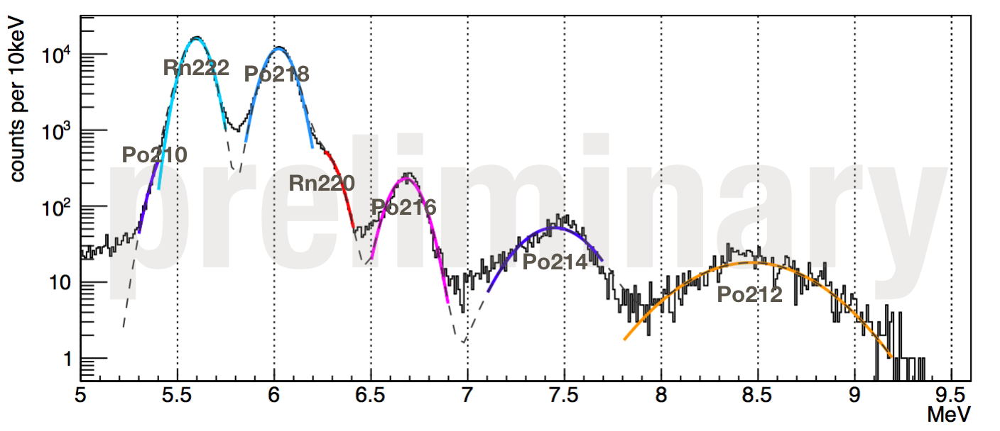 counts per 10keV
10⁴
10³
10²
10
1
Rn222
Po218
Po210
Rn220
Po216
Po214
Po212
preliminary
5 5.5 6 6.5 7 7.5 8 8.5 9 9.5
MeV